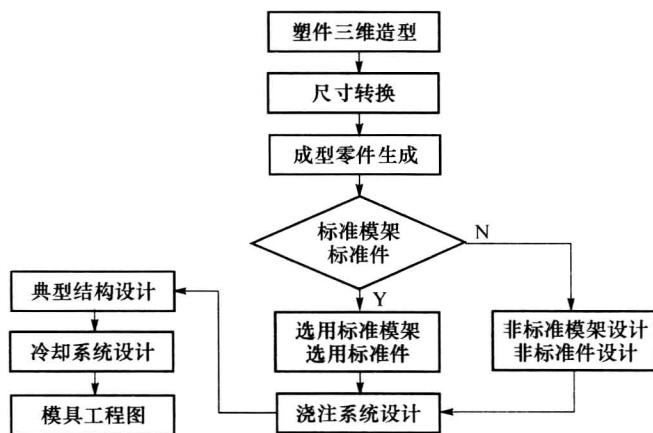 塑件三维造型
尺寸转换
成型零件生成
标准模架
标准件
N
Y
选用标准模架
选用标准件
非标准模架设计
非标准件设计
浇注系统设计
典型结构设计
冷却系统设计
模具工程图